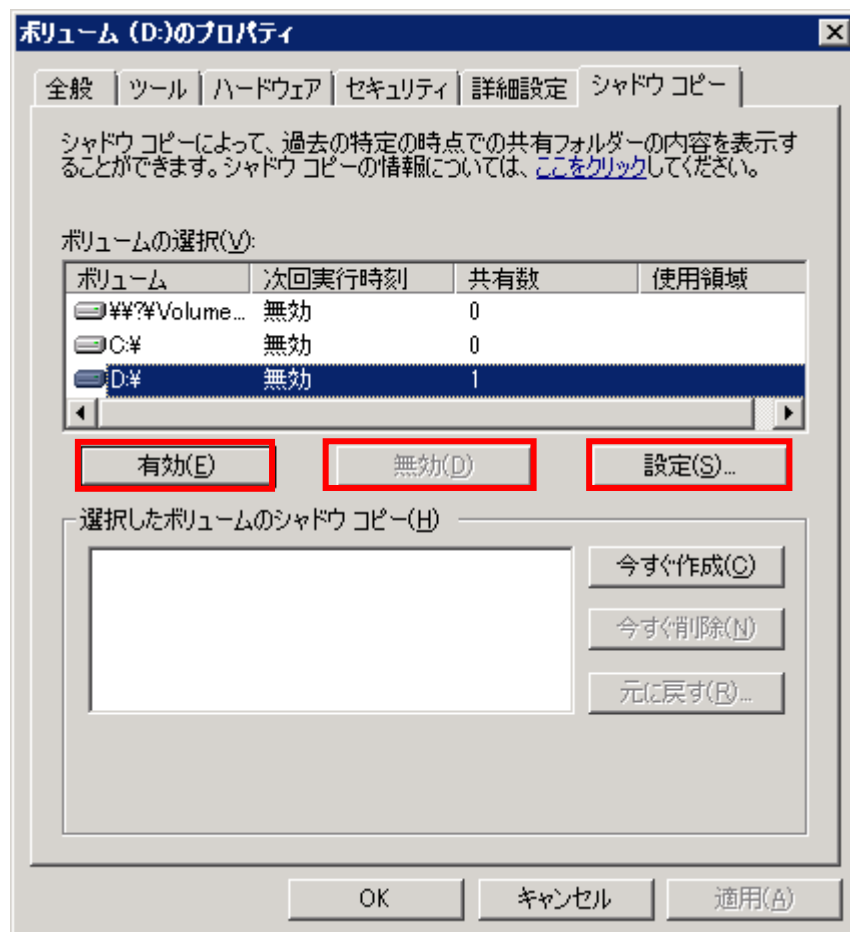 ボリューム (D:)のプロパティ
全般 ツール ハードウェア セキュリティ 詳細設定 シャドウ コピー
シャドウ コピーによって、過去の特定の時点での共有フォルダーの内容を表示す
ることができます。シャドウ コピーの情報については、ここをクリックしてください。
ボリュームの選択(V):
ボリューム 次回実行時刻 共有数 使用領域
¥¥?¥Volume... 無効 0
C:¥ 無効 0
D:¥ 無効 1
有効(E) 無効(D) 設定(S)...
選択したボリュームのシャドウ コピー(H)
今すぐ作成(C)
今すぐ削除(N)
元に戻す(R)...
OK キャンセル 適用(A)